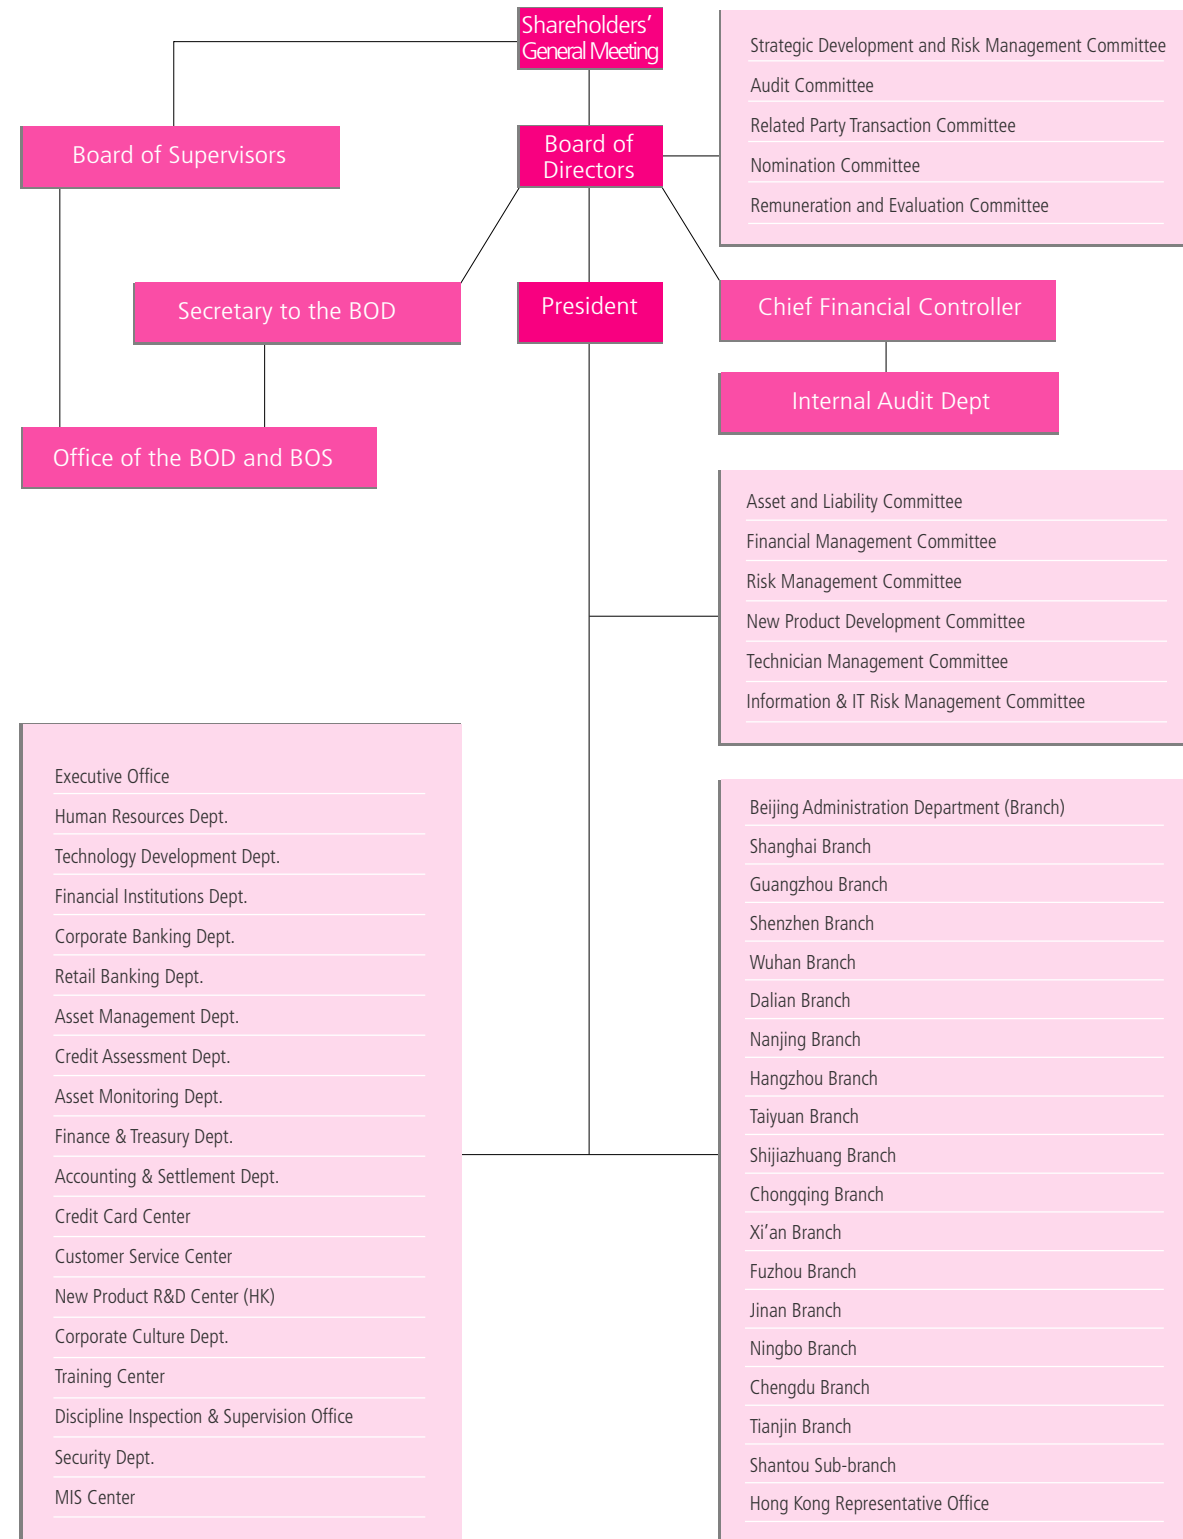 Shareholders’
General Meeting
Strategic Development and Risk Management Committee
Audit Committee
Related Party Transaction Committee
Nomination Committee
Remuneration and Evaluation Committee
Board of Supervisors
Board of
Directors
Secretary to the BOD
President
Chief Financial Controller
Internal Audit Dept
Office of the BOD and BOS
Asset and Liability Committee
Financial Management Committee
Risk Management Committee
New Product Development Committee
Technician Management Committee
Information & IT Risk Management Committee
Executive Office
Human Resources Dept.
Technology Development Dept.
Financial Institutions Dept.
Corporate Banking Dept.
Retail Banking Dept.
Asset Management Dept.
Credit Assessment Dept.
Asset Monitoring Dept.
Finance & Treasury Dept.
Accounting & Settlement Dept.
Credit Card Center
Customer Service Center
New Product R&D Center (HK)
Corporate Culture Dept.
Training Center
Discipline Inspection & Supervision Office
Security Dept.
MIS Center
Beijing Administration Department (Branch)
Shanghai Branch
Guangzhou Branch
Shenzhen Branch
Wuhan Branch
Dalian Branch
Nanjing Branch
Hangzhou Branch
Taiyuan Branch
Shijiazhuang Branch
Chongqing Branch
Xi’an Branch
Fuzhou Branch
Jinan Branch
Ningbo Branch
Chengdu Branch
Tianjin Branch
Shantou Sub-branch
Hong Kong Representative Office